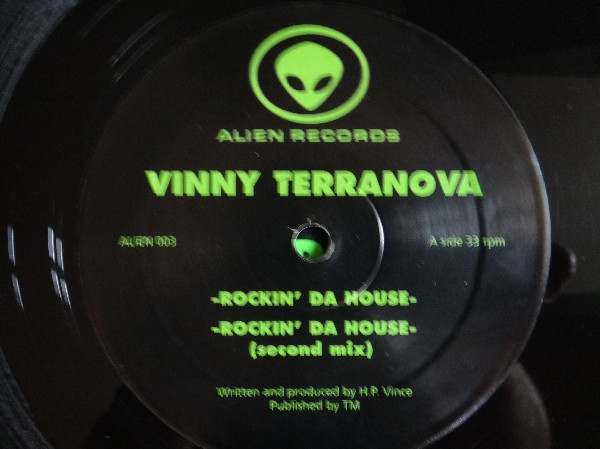 ALIEN RECORDS
VINNY TERRANOVA
ALIEN 003
A side 33 rpm
-ROCKIN' DA HOUSE-
-ROCKIN' DA HOUSE-
(second mix)
Written and produced by H.P. Vince
Published by TM